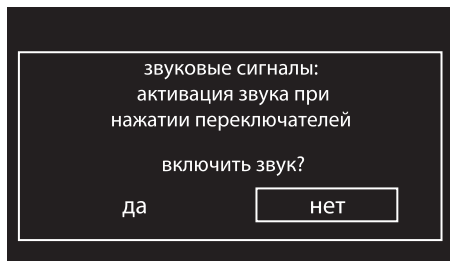 звуковые сигналы:
активация звука при
нажатии переключателей
включить звук?
да нет